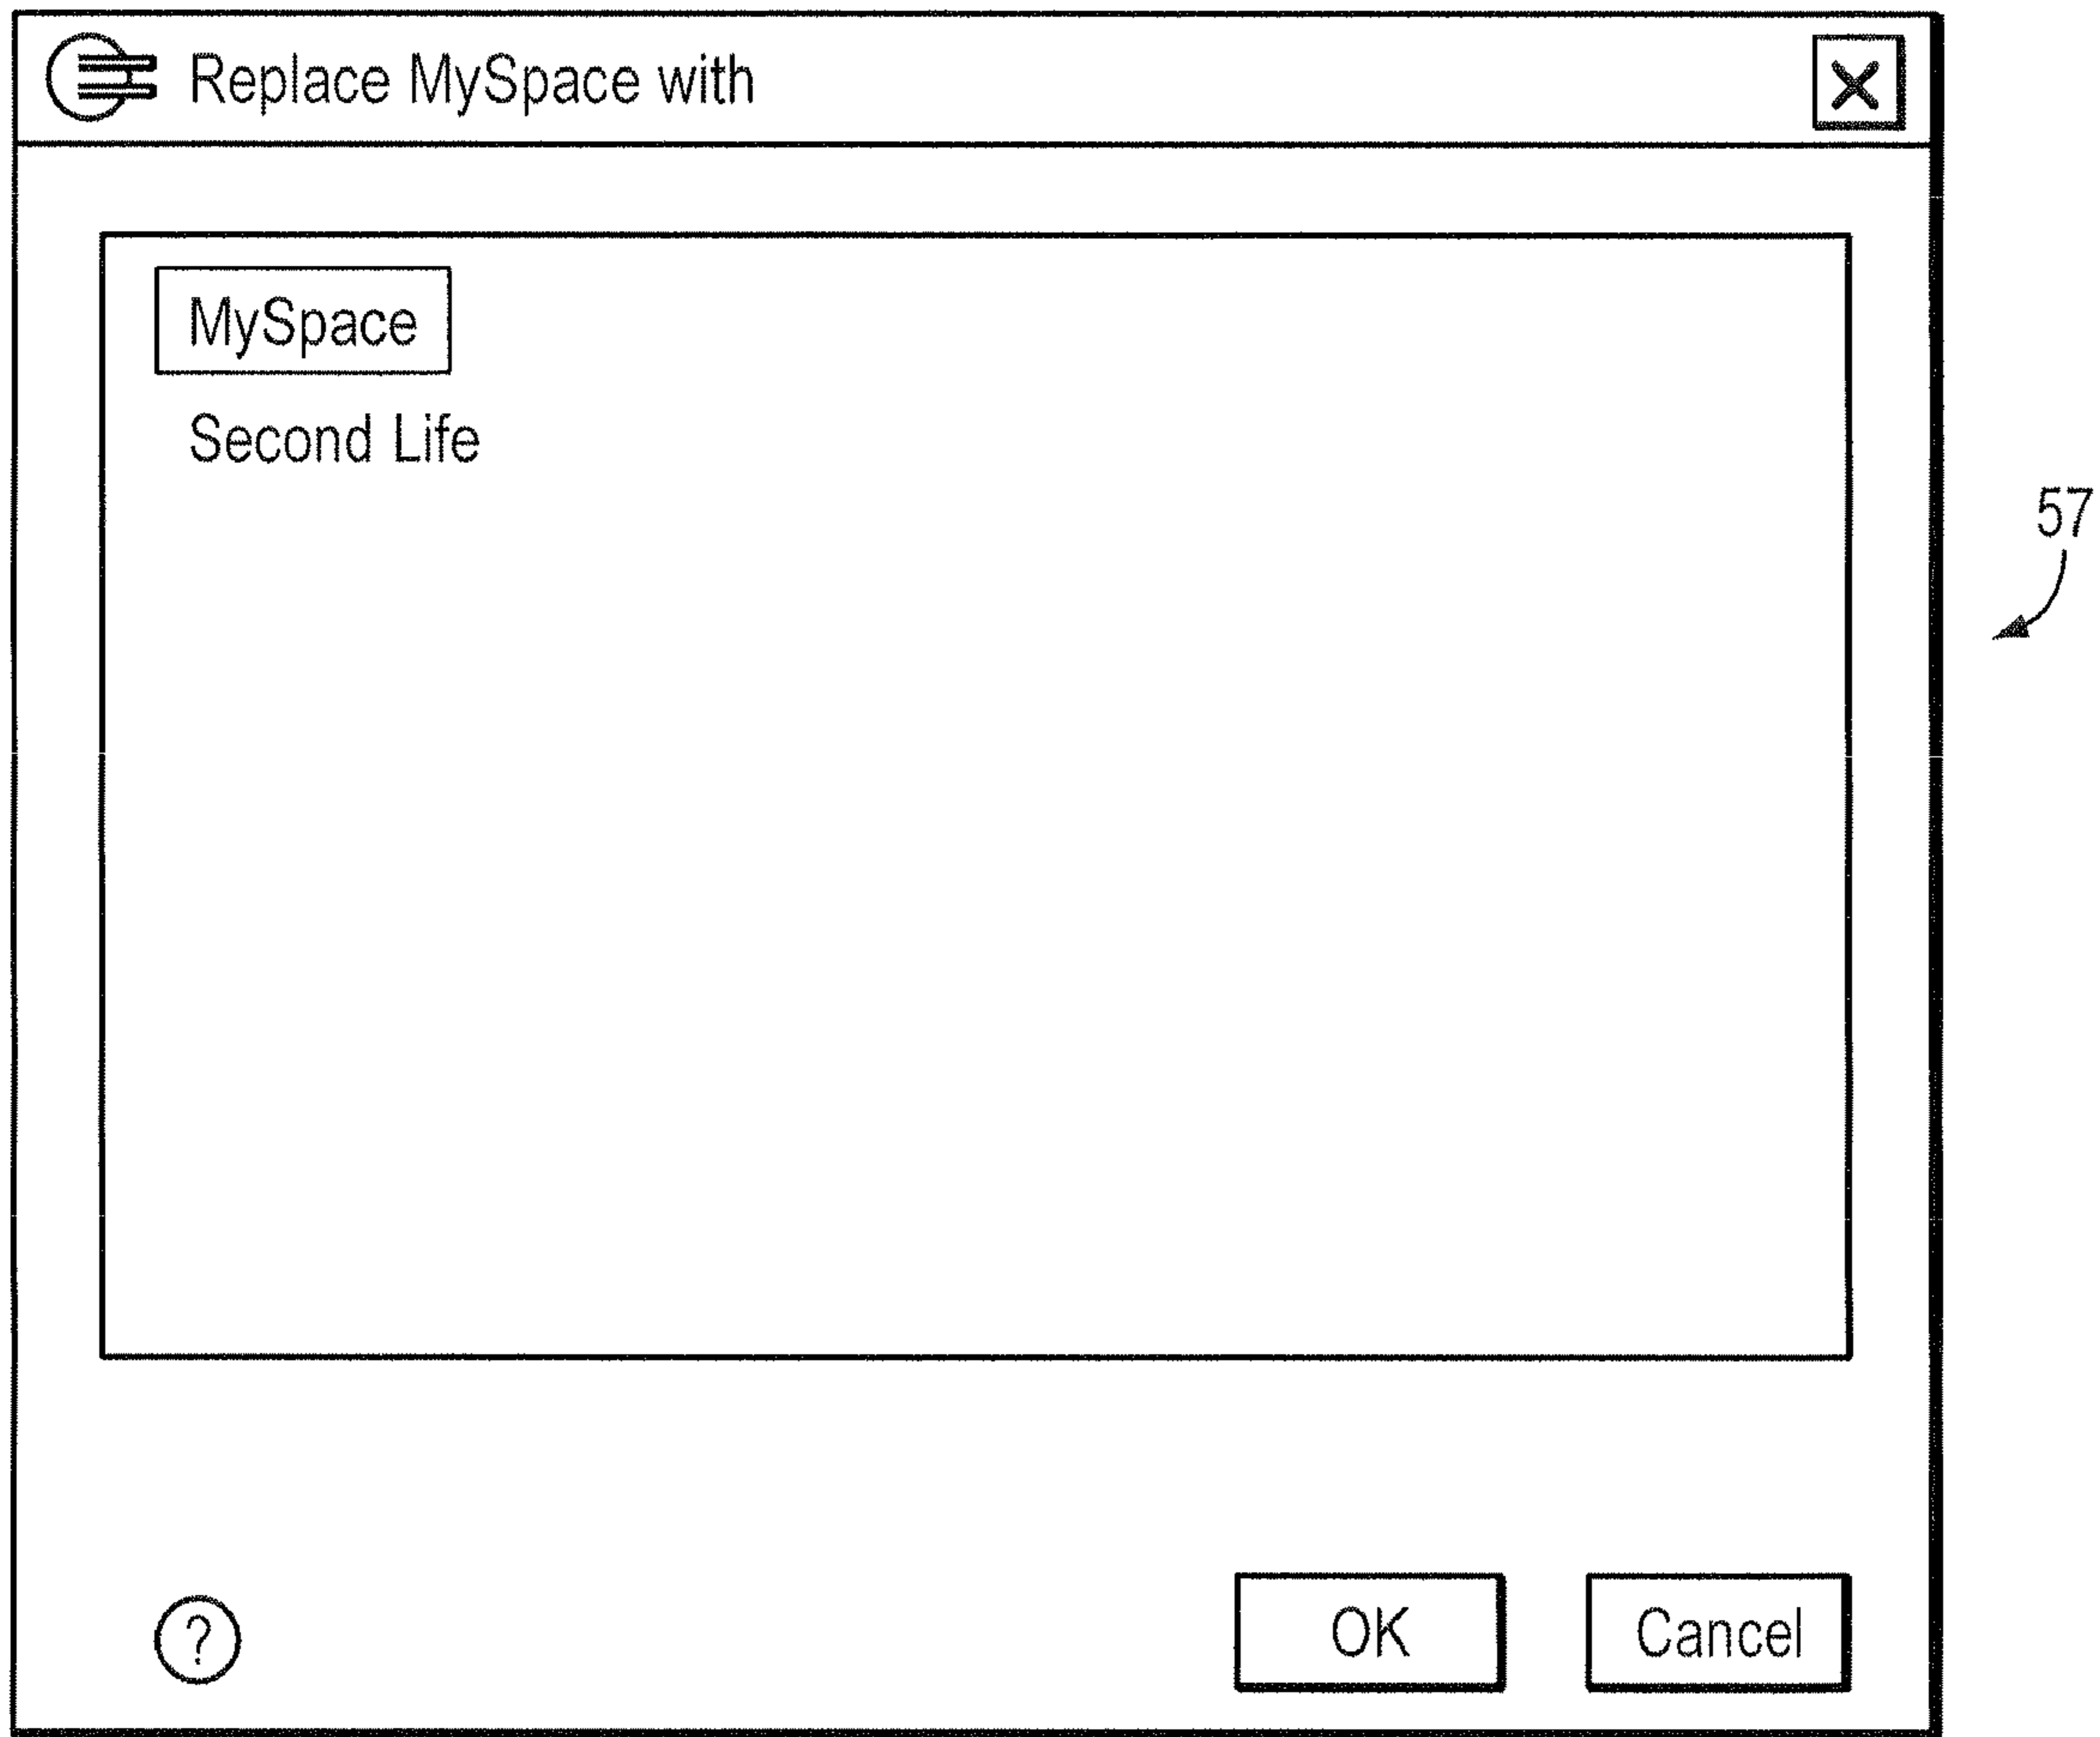 Replace MySpace with
MySpace
Second Life
57
?
OK
Cancel